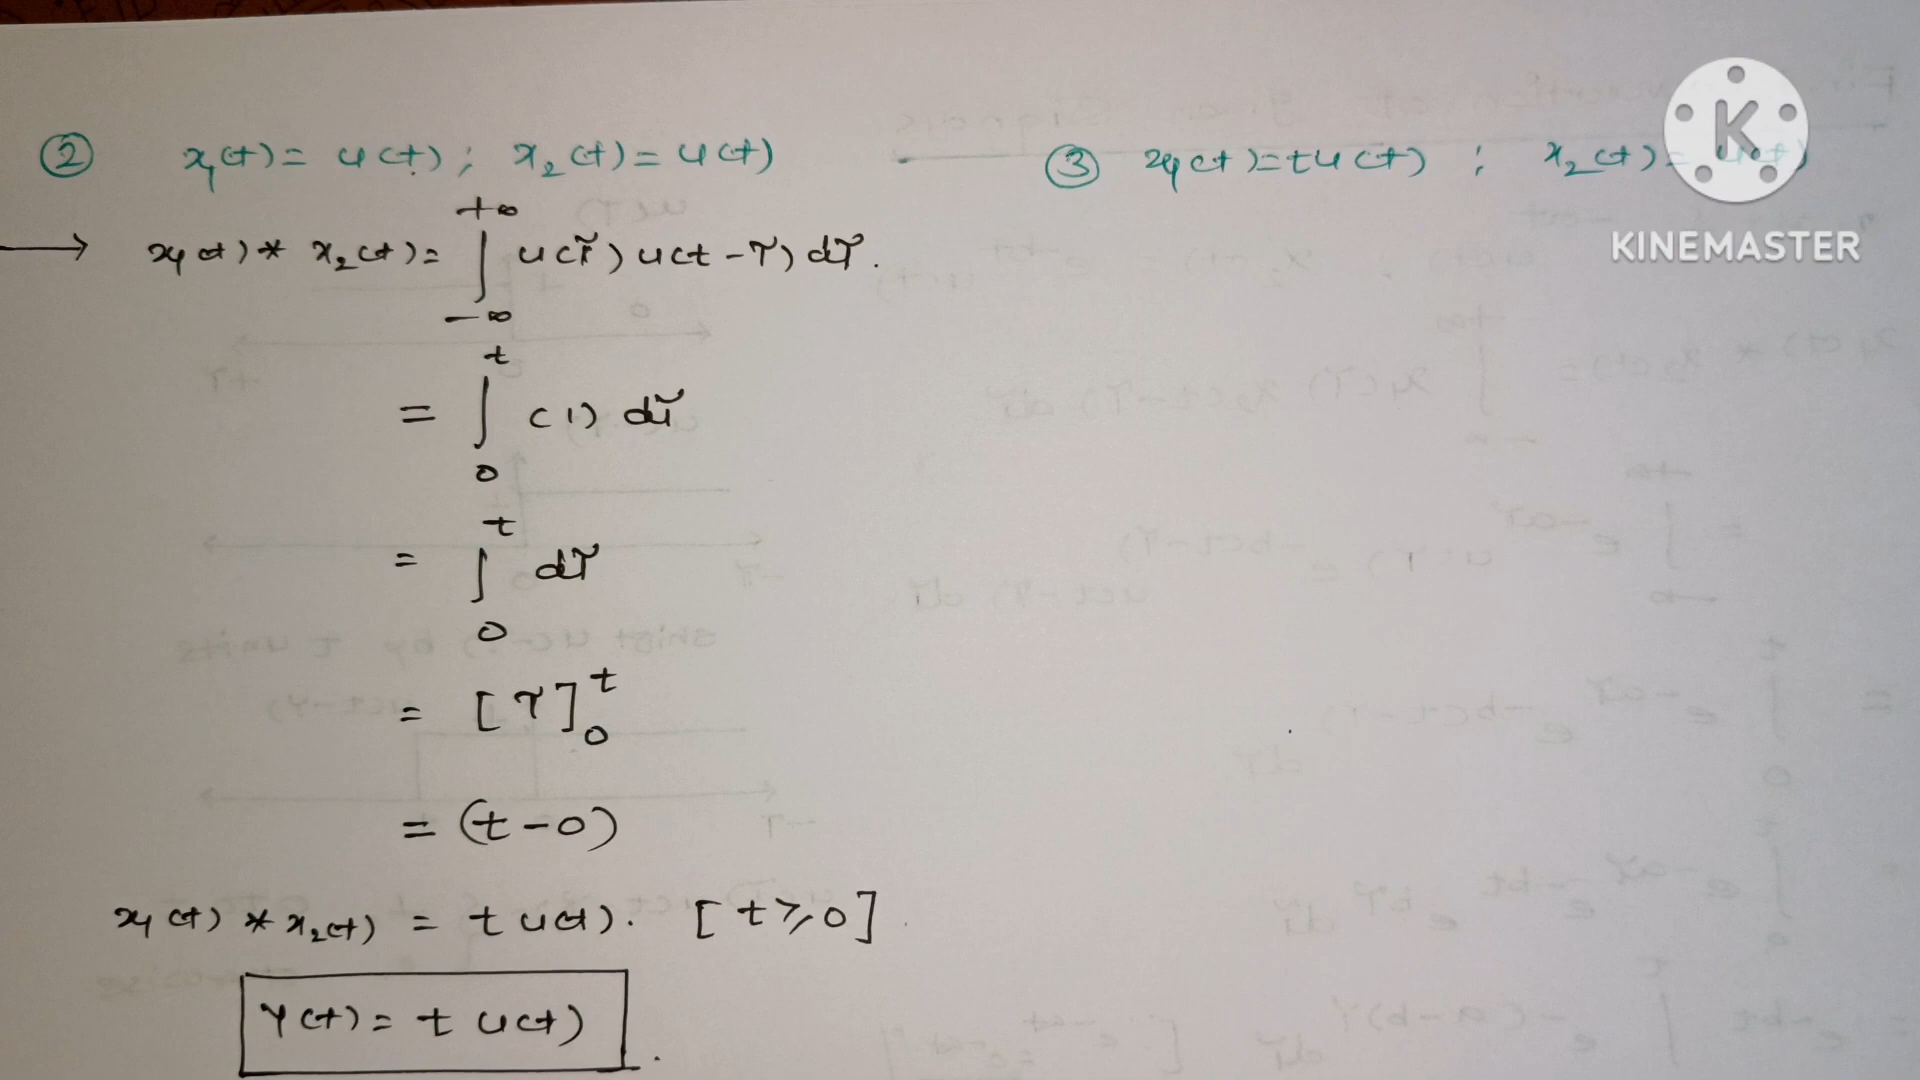 ② x₁(t) = u(t) ; x₂(t) = u(t)
x₁(t) * x₂(t) = ∫_{-∞}^{+∞} u(τ) u(t-τ) dτ.
= ∫_0^t (1) dτ
= ∫_0^t dτ
= [τ]_0^t
= (t-0)
x₁(t) * x₂(t) = t u(t). [t ≥ 0]
Y(t) = t u(t)
③ x₁(t) = t u(t) ; x₂(t) =
K
KINEMASTER